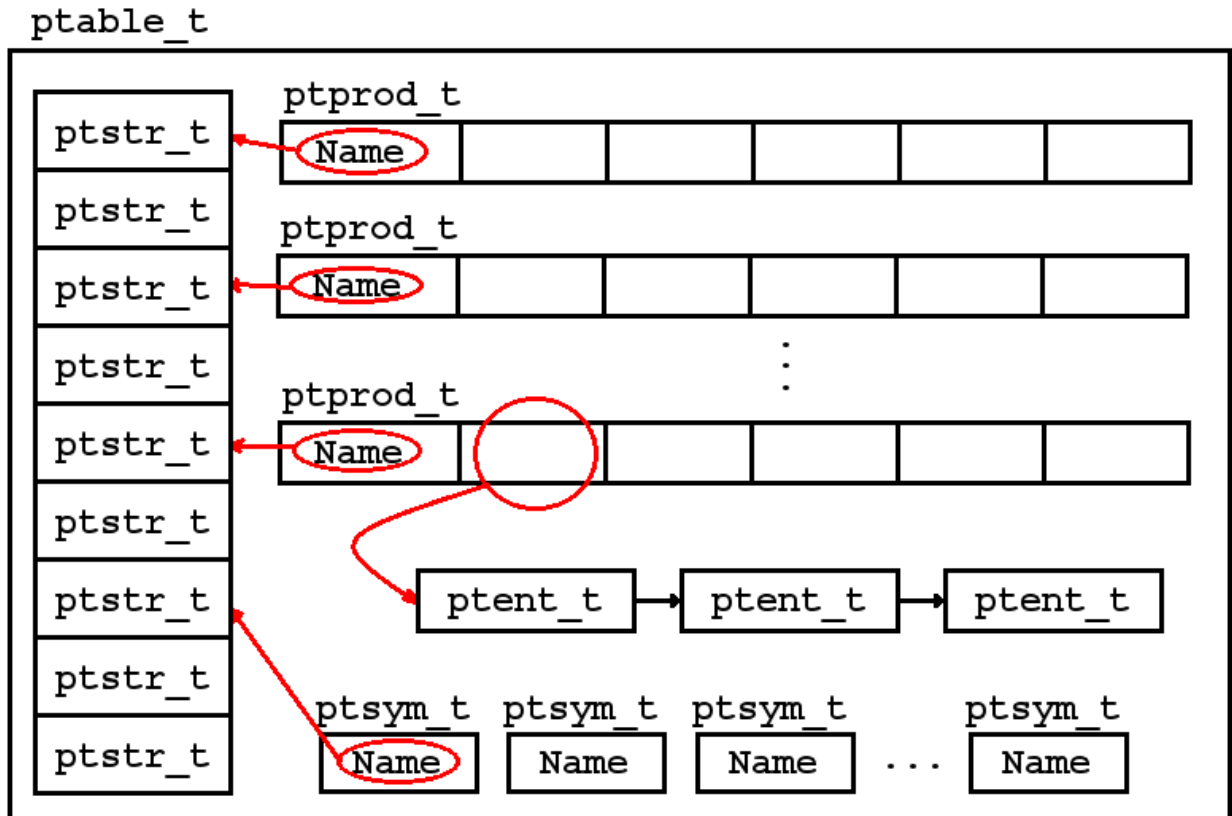 ptable_t
ptstr_t
ptstr_t
ptstr_t
ptstr_t
ptstr_t
ptstr_t
ptstr_t
ptstr_t
ptstr_t
ptprod_t
Name
ptprod_t
Name
⋮
ptprod_t
Name
ptent_t ptent_t ptent_t
ptsym_t ptsym_t ptsym_t ptsym_t
Name Name Name ... Name